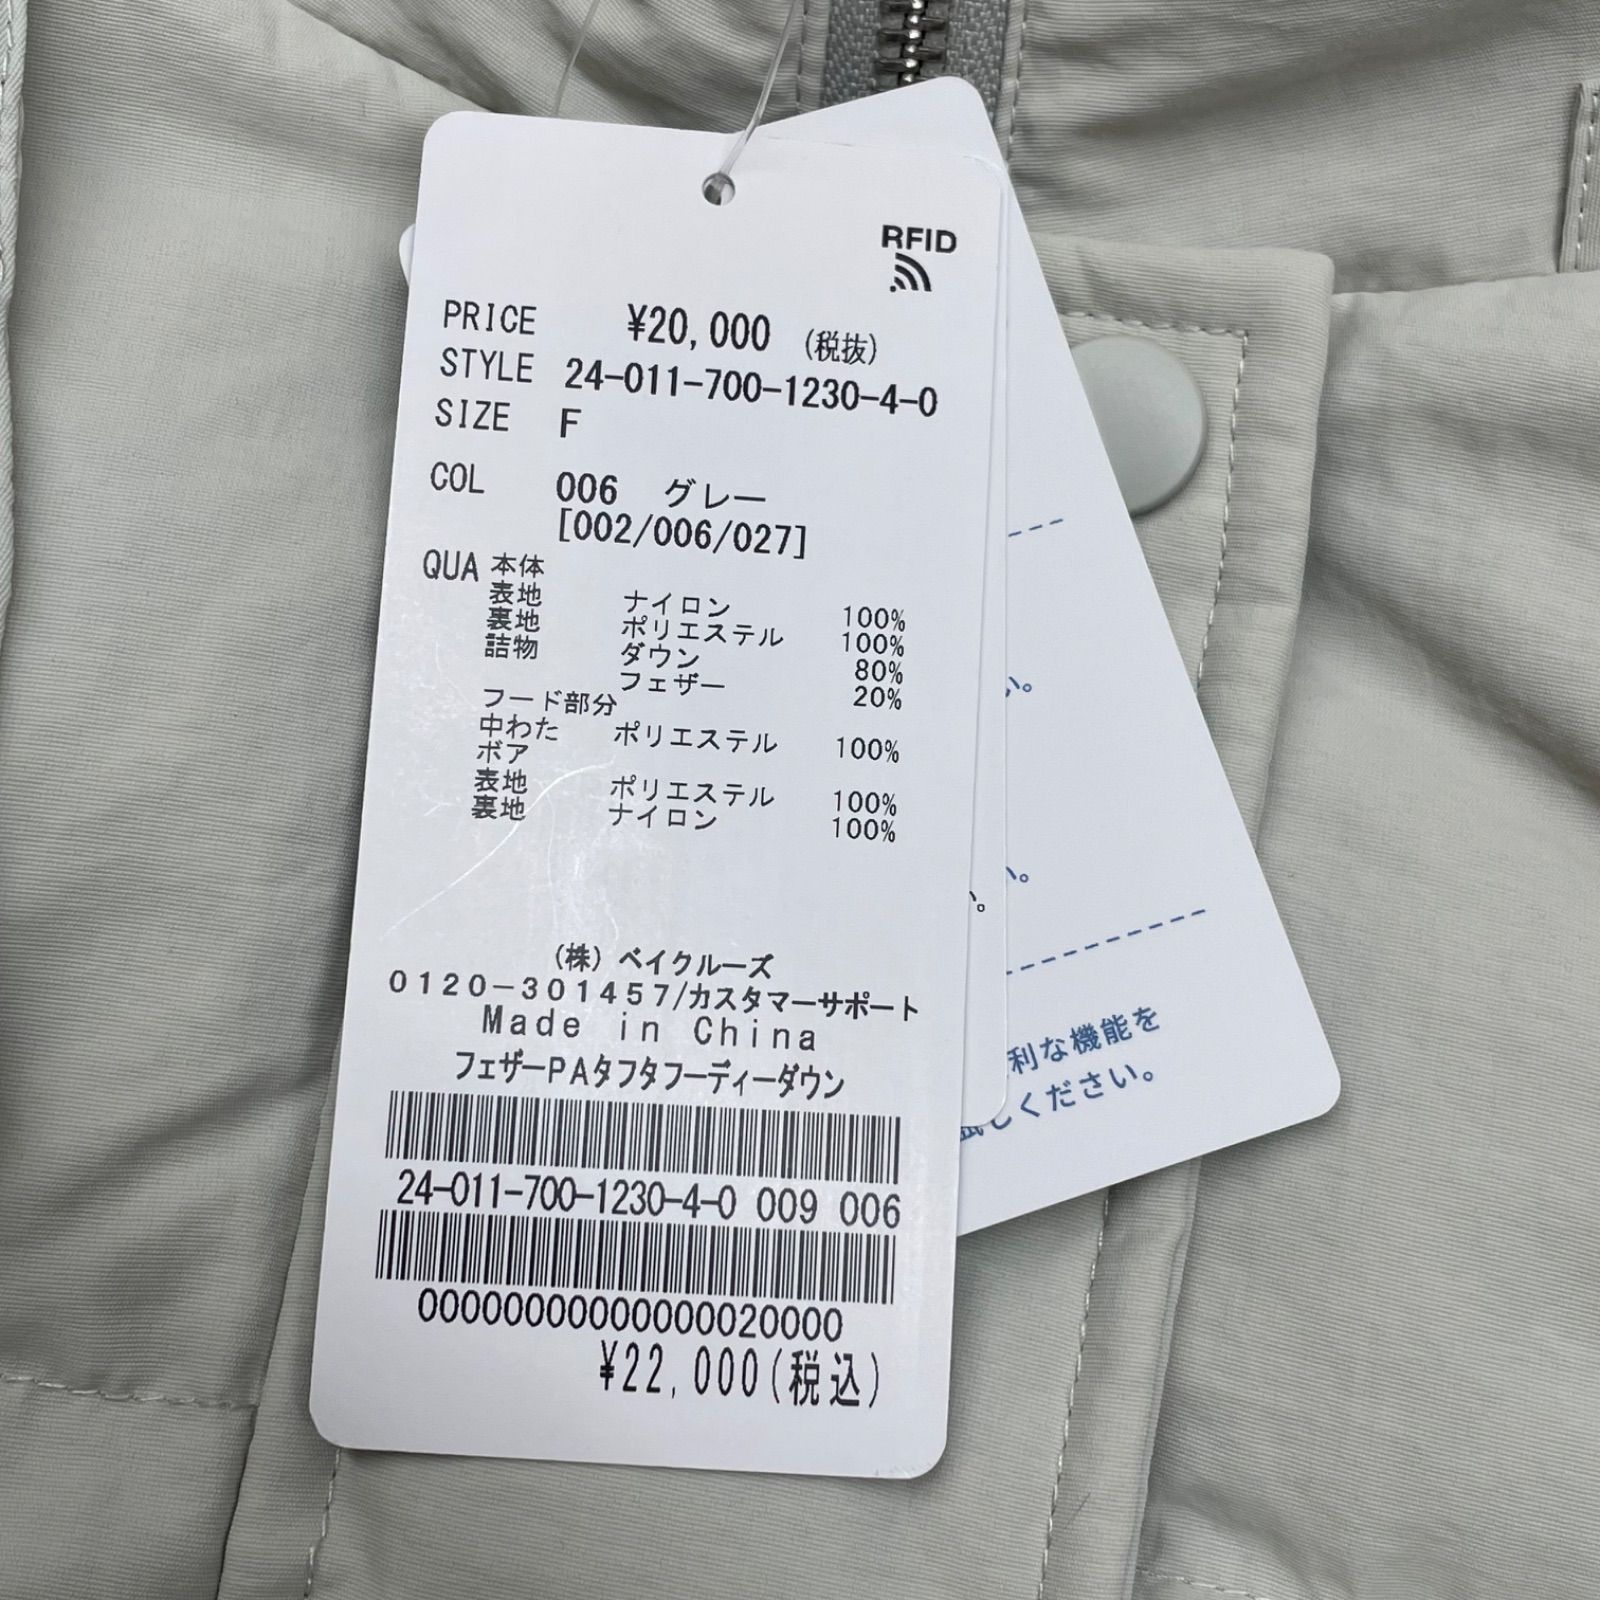 RFID
PRICE ¥20,000 (税抜)
STYLE 24-011-700-1230-4-0
SIZE F
COL 006 グレー
[002/006/027]
QUA 本体
表地 ナイロン 100%
裏地 ポリエステル 100%
詰物 ダウン 80%
フェザー 20%
フード部分
中わた ポリエステル 100%
ボア
表地 ポリエステル 100%
裏地 ナイロン 100%
(株)ベイクルーズ
0120-301457/カスタマーサポート
Made in China
フェザーPAタフタフーディーダウン
24-011-700-1230-4-0 009 006
00000000000000020000
¥22,000(税込)
い。
い。
い。
利な機能を
試しください。